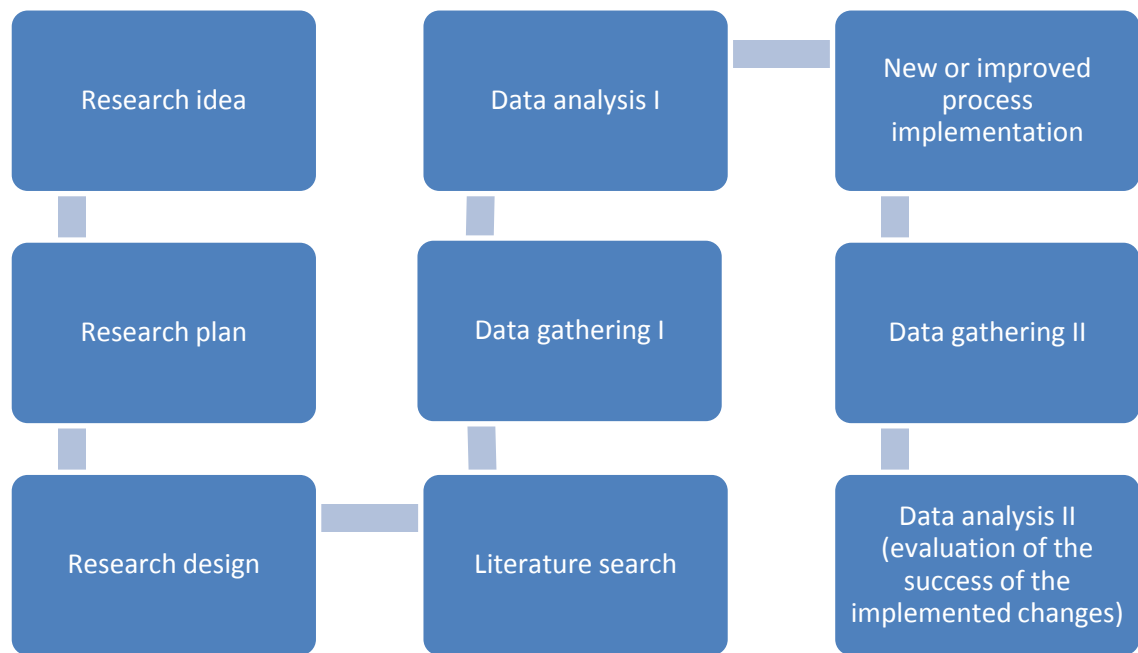 Research idea
Research plan
Research design
Literature search
Data gathering I
Data analysis I
New or improved
process
implementation
Data gathering II
Data analysis II
(evaluation of the
success of the
implemented changes)